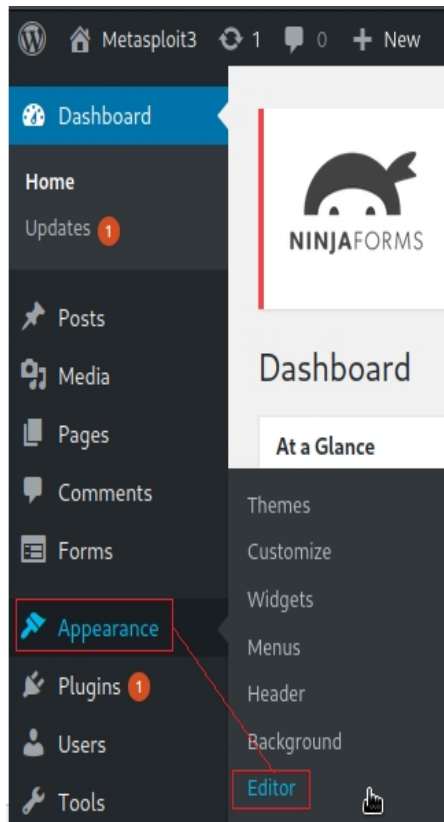 Metasploit3 1 0 New
Dashboard
Home
Updates 1
NINJAFORMS
Posts
Media
Pages
Comments
Forms
Appearance
Plugins 1
Users
Tools
Dashboard
At a Glance
Themes
Customize
Widgets
Menus
Header
Background
Editor